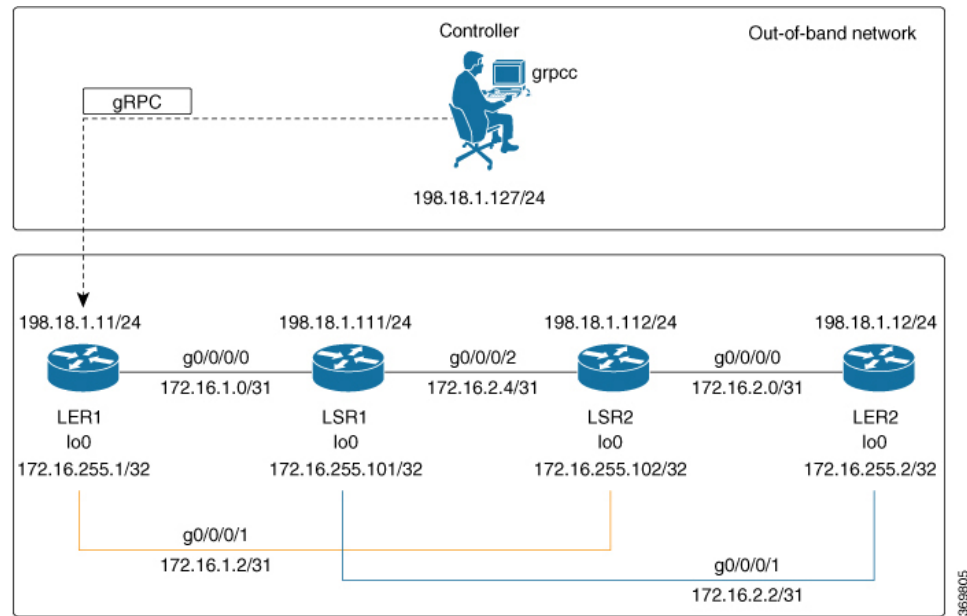 Controller
Out-of-band network
grpcc
gRPC
198.18.1.127/24
198.18.1.11/24
198.18.1.111/24
198.18.1.112/24
198.18.1.12/24
g0/0/0/0
g0/0/0/2
g0/0/0/0
172.16.1.0/31
172.16.2.4/31
172.16.2.0/31
LER1
LSR1
LSR2
LER2
lo0
lo0
lo0
lo0
172.16.255.1/32
172.16.255.101/32
172.16.255.102/32
172.16.255.2/32
g0/0/0/1
172.16.1.2/31
g0/0/0/1
172.16.2.2/31
369805